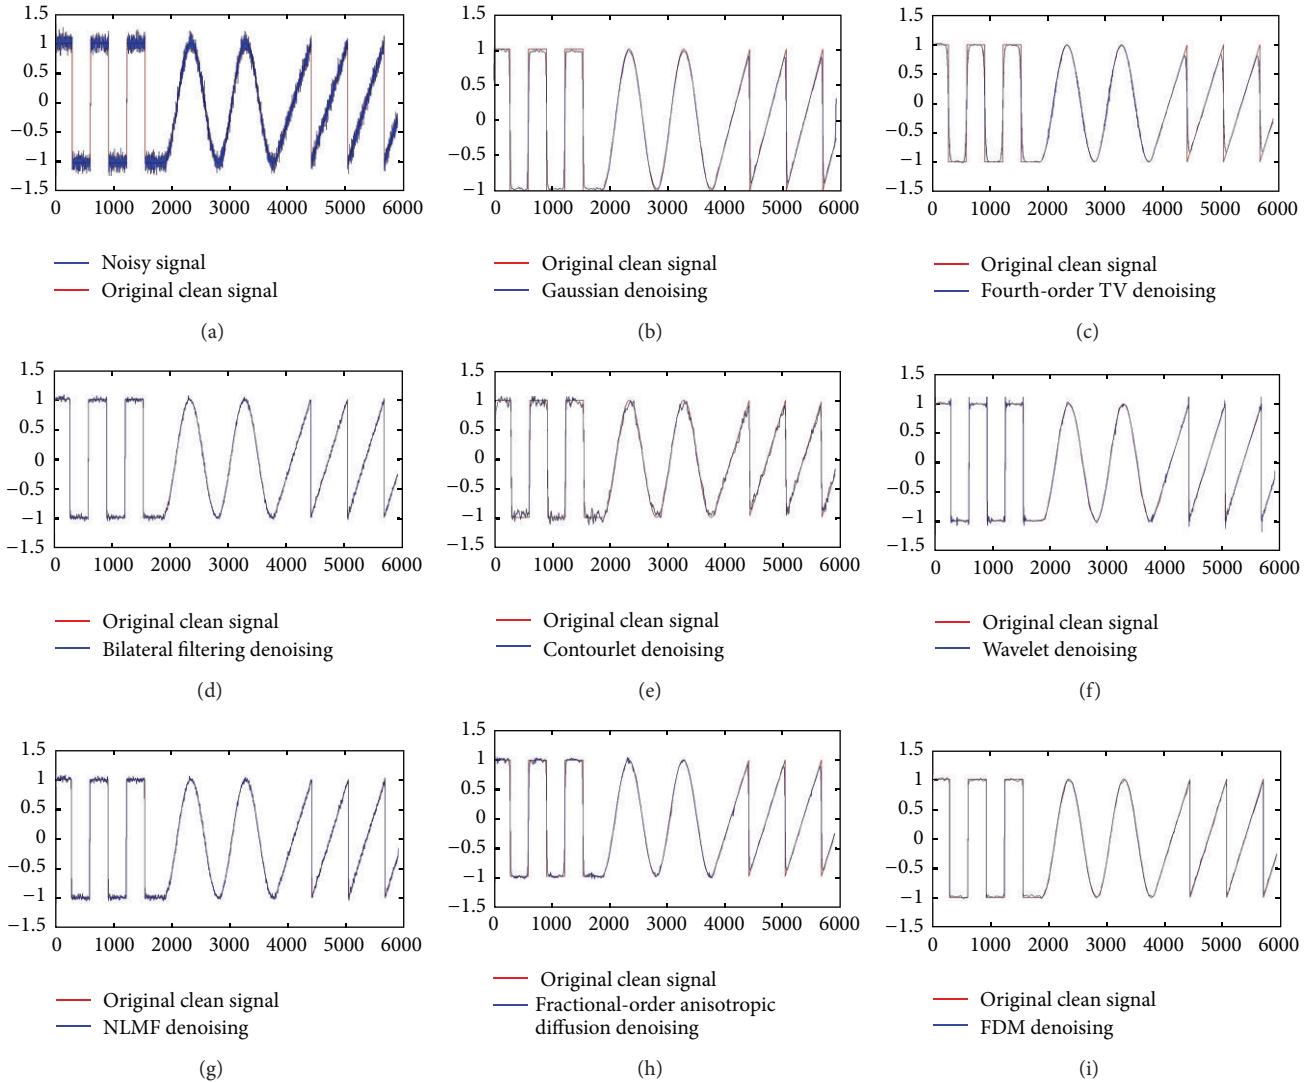 1.5
1
0.5
0
−0.5
−1
−1.5
0 1000 2000 3000 4000 5000 6000
Noisy signal
Original clean signal
(a)
1.5
1
0.5
0
−0.5
−1
0 1000 2000 3000 4000 5000 6000
Original clean signal
Gaussian denoising
(b)
1.5
1
0.5
0
−0.5
−1
−1.5
0 1000 2000 3000 4000 5000 6000
Original clean signal
Fourth-order TV denoising
(c)
1.5
1
0.5
0
−0.5
−1
−1.5
0 1000 2000 3000 4000 5000 6000
Original clean signal
Bilateral filtering denoising
(d)
1.5
1
0.5
0
−0.5
−1
−1.5
0 1000 2000 3000 4000 5000 6000
Original clean signal
Contourlet denoising
(e)
1.5
1
0.5
0
−0.5
−1
−1.5
0 1000 2000 3000 4000 5000 6000
Original clean signal
Wavelet denoising
(f)
1.5
1
0.5
0
−0.5
−1
−1.5
0 1000 2000 3000 4000 5000 6000
Original clean signal
NLMF denoising
(g)
1.5
1
0.5
0
−0.5
−1
−1.5
0 1000 2000 3000 4000 5000 6000
Original clean signal
Fractional-order anisotropic
diffusion denoising
(h)
1.5
1
0.5
0
−0.5
−1
−1.5
0 1000 2000 3000 4000 5000 6000
Original clean signal
FDM denoising
(i)